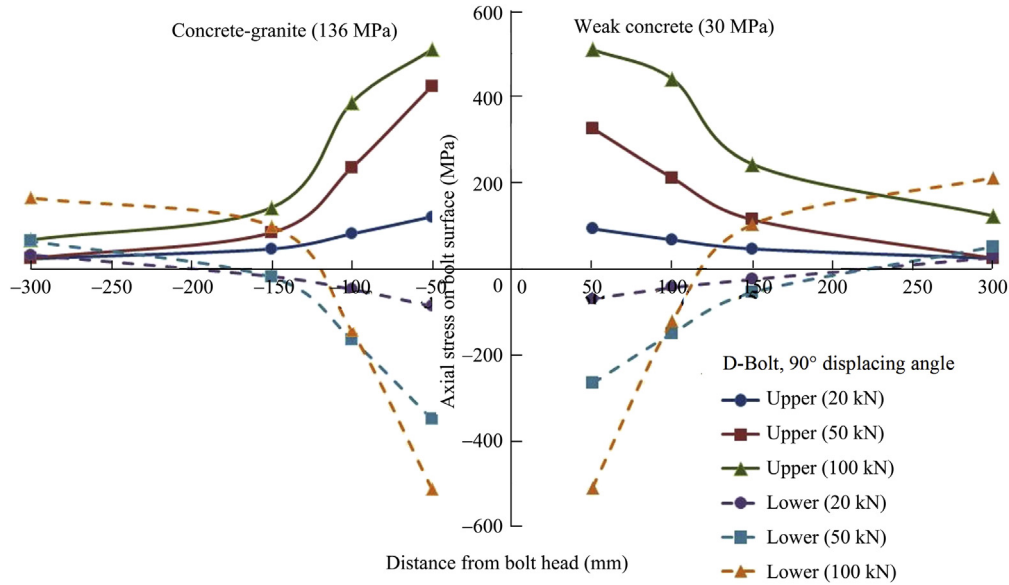 Concrete-granite (136 MPa)
Weak concrete (30 MPa)
600
400
200
0
−200
−400
−600
Axial stress on bolt surface (MPa)
−300
−250
−200
−150
−100
−50
0
50
100
150
200
250
300
Distance from bolt head (mm)
D-Bolt, 90° displacing angle
Upper (20 kN)
Upper (50 kN)
Upper (100 kN)
Lower (20 kN)
Lower (50 kN)
Lower (100 kN)